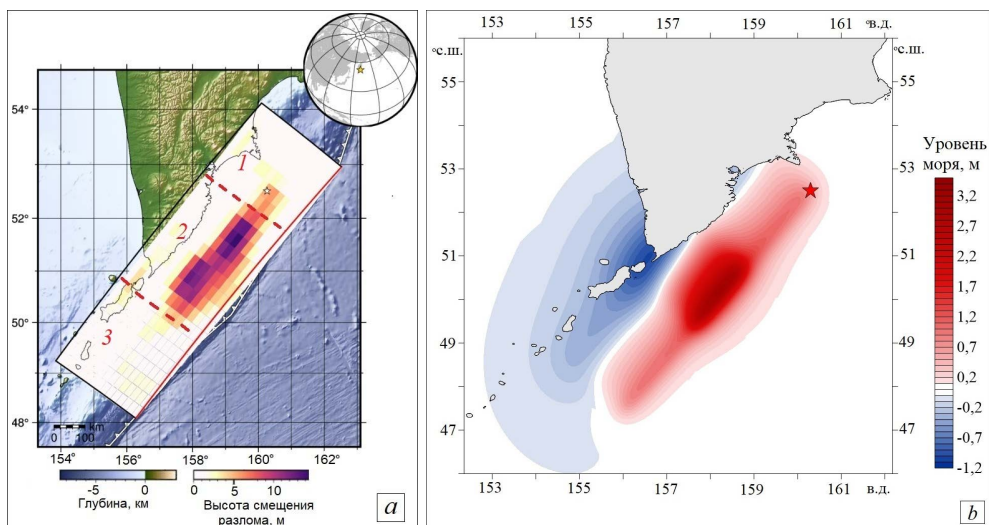 54°
52°
50°
48°
154°
156°
158°
160°
162°
1
2
3
км
0 100
-5 0
Глубина, км
0 5 10
Высота смещения
разлома, м
a
b
153 155 157 159 161
°в.д.
°с.ш.
°с.ш.
55
53
51
49
47
55
53
51
49
47
153 155 157 159 161
в.д.
Уровень
моря, м
3,2
2,7
2,2
1,7
1,2
0,7
0,2
-0,2
-0,7
-1,2